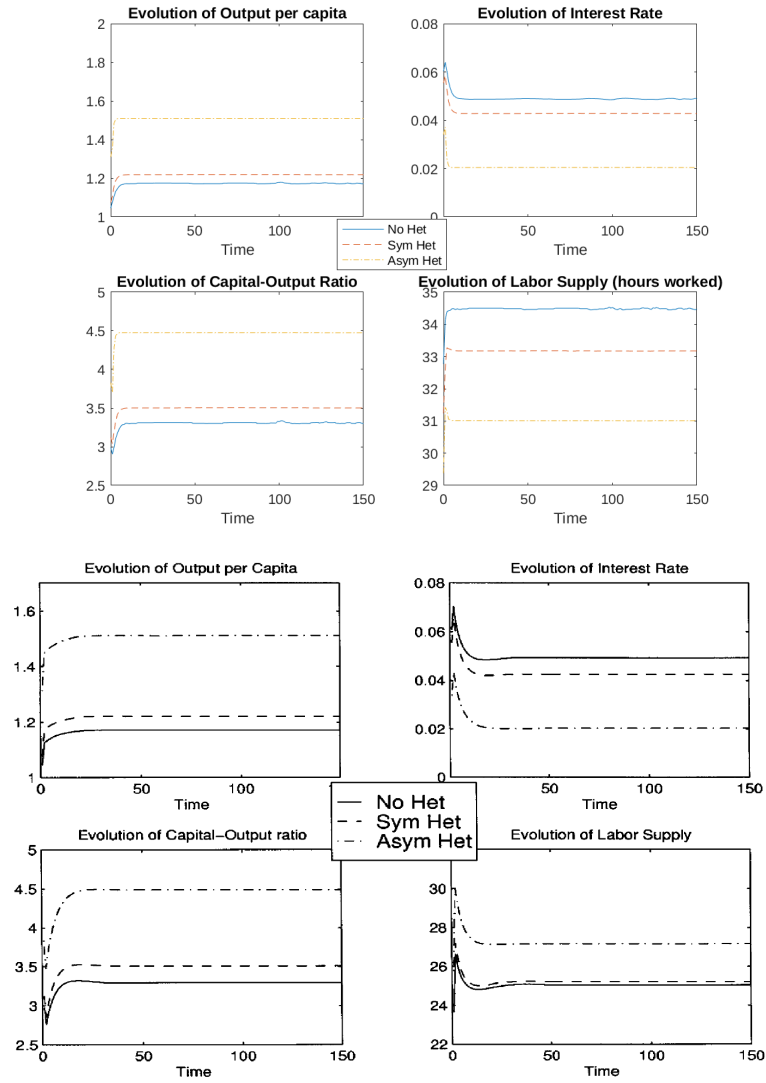 Evolution of Output per capita
2
1.8
1.6
1.4
1.2
1
0 50 100 150
Time
Evolution of Interest Rate
0.08
0.06
0.04
0.02
0
0 50 100 150
Time
No Het
Sym Het
Asym Het
Evolution of Capital-Output Ratio
5
4.5
4
3.5
3
2.5
0 50 100 150
Time
Evolution of Labor Supply (hours worked)
35
34
33
32
31
30
29
0 50 100 150
Time
Evolution of Output per Capita
1.6
1.4
1.2
1
0 50 100 150
Time
Evolution of Interest Rate
0.08
0.06
0.04
0.02
0
0 50 100 150
Time
No Het
Sym Het
Asym Het
Evolution of Capital–Output ratio
5
4.5
4
3.5
3
2.5
0 50 100 150
Time
Evolution of Labor Supply
30
28
26
24
22
0 50 100 150
Time